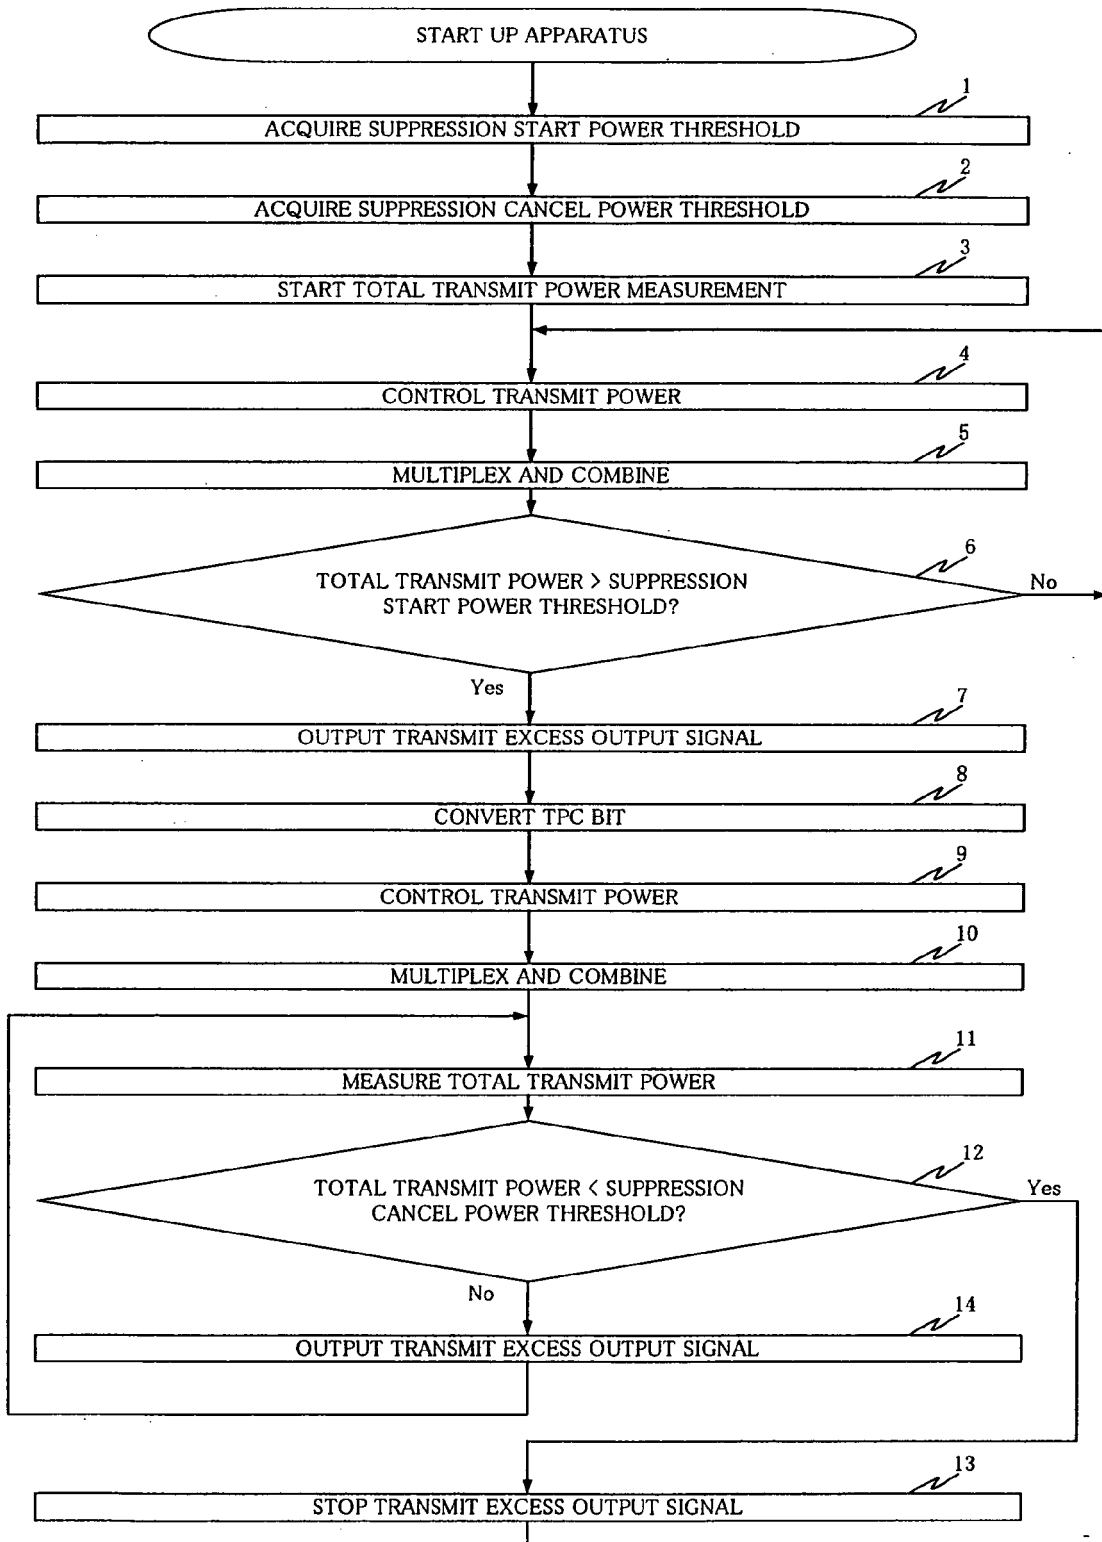 START UP APPARATUS
1
ACQUIRE SUPPRESSION START POWER THRESHOLD
2
ACQUIRE SUPPRESSION CANCEL POWER THRESHOLD
3
START TOTAL TRANSMIT POWER MEASUREMENT
4
CONTROL TRANSMIT POWER
5
MULTIPLEX AND COMBINE
6
TOTAL TRANSMIT POWER > SUPPRESSION
START POWER THRESHOLD?
No
Yes
7
OUTPUT TRANSMIT EXCESS OUTPUT SIGNAL
8
CONVERT TPC BIT
9
CONTROL TRANSMIT POWER
10
MULTIPLEX AND COMBINE
11
MEASURE TOTAL TRANSMIT POWER
12
TOTAL TRANSMIT POWER < SUPPRESSION
CANCEL POWER THRESHOLD?
Yes
No
14
OUTPUT TRANSMIT EXCESS OUTPUT SIGNAL
13
STOP TRANSMIT EXCESS OUTPUT SIGNAL